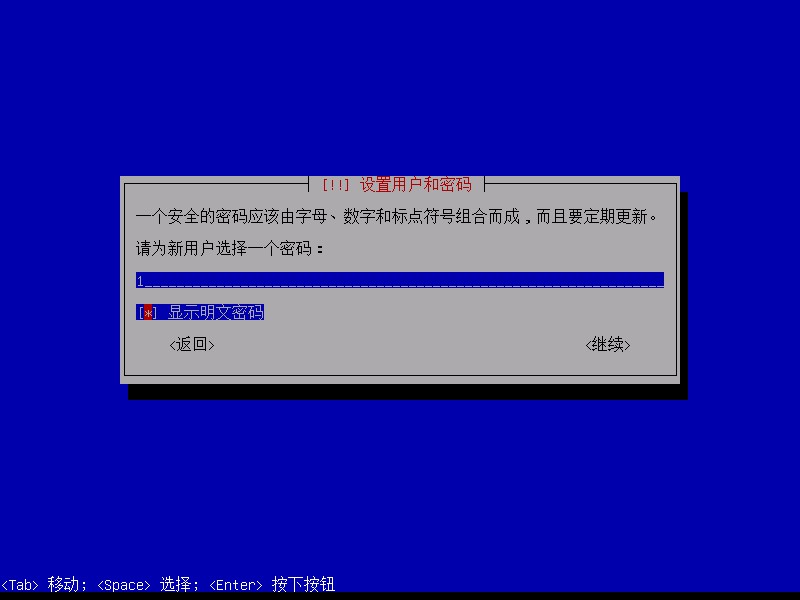 [!!] 设置用户和密码
一个安全的密码应该由字母、数字和标点符号组合而成，而且要定期更新。
请为新用户选择一个密码：
1
[*] 显示明文密码
<返回> <继续>
<Tab> 移动; <Space> 选择; <Enter> 按下按钮